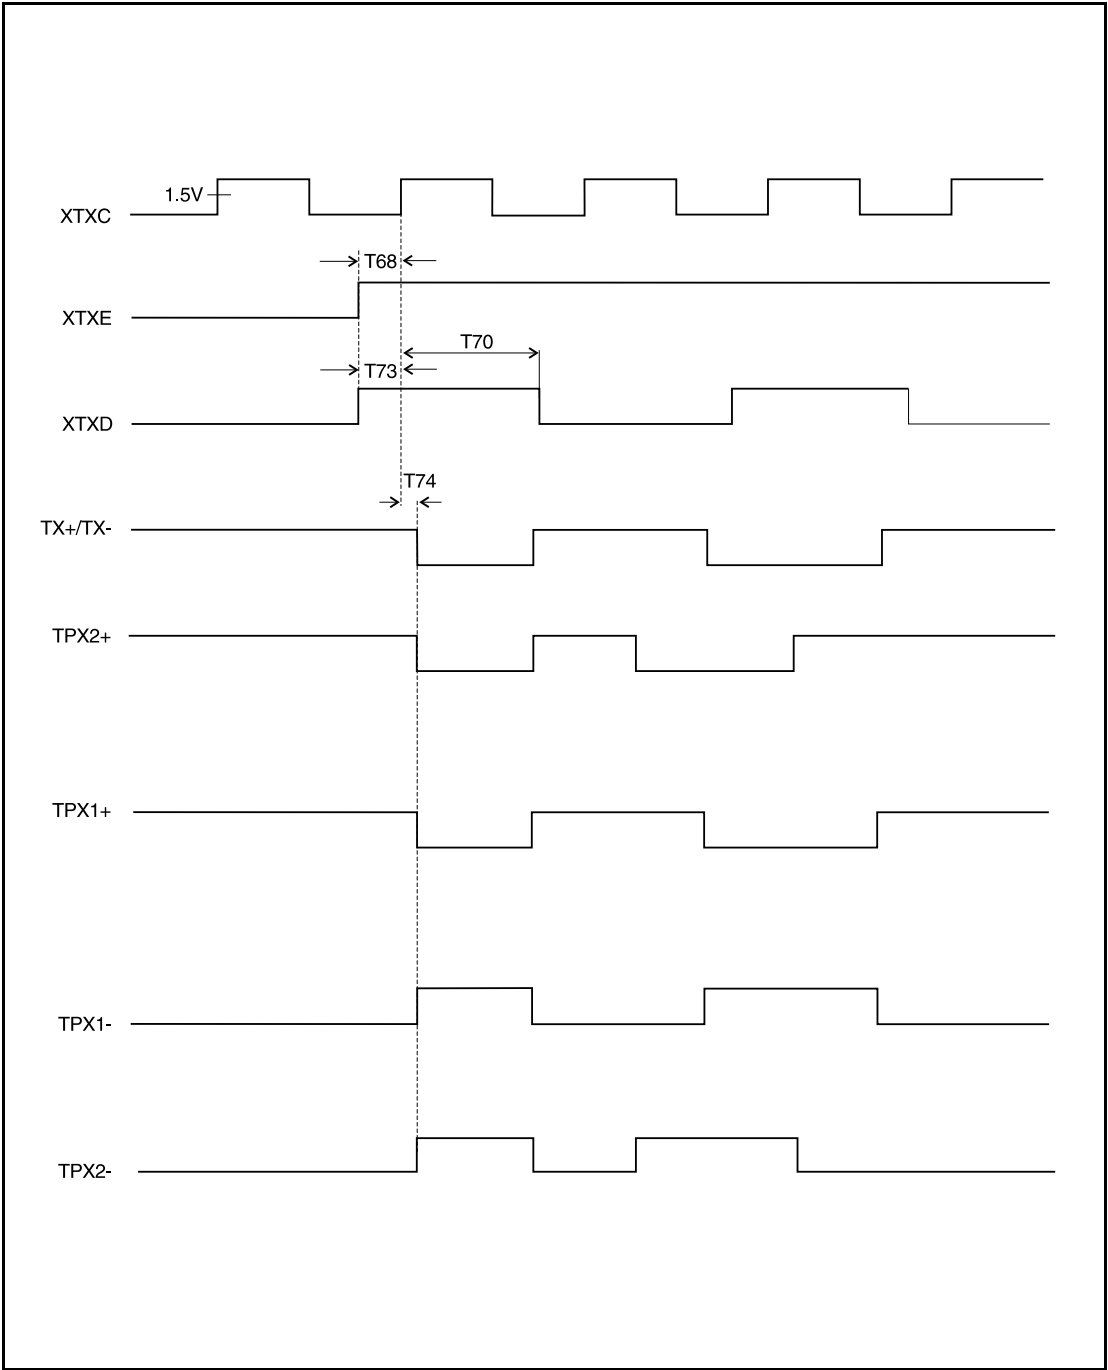 1.5V
XTXC
T68
XTXE
T70
T73
XTXD
T74
TX+/TX-
TPX2+
TPX1+
TPX1-
TPX2-